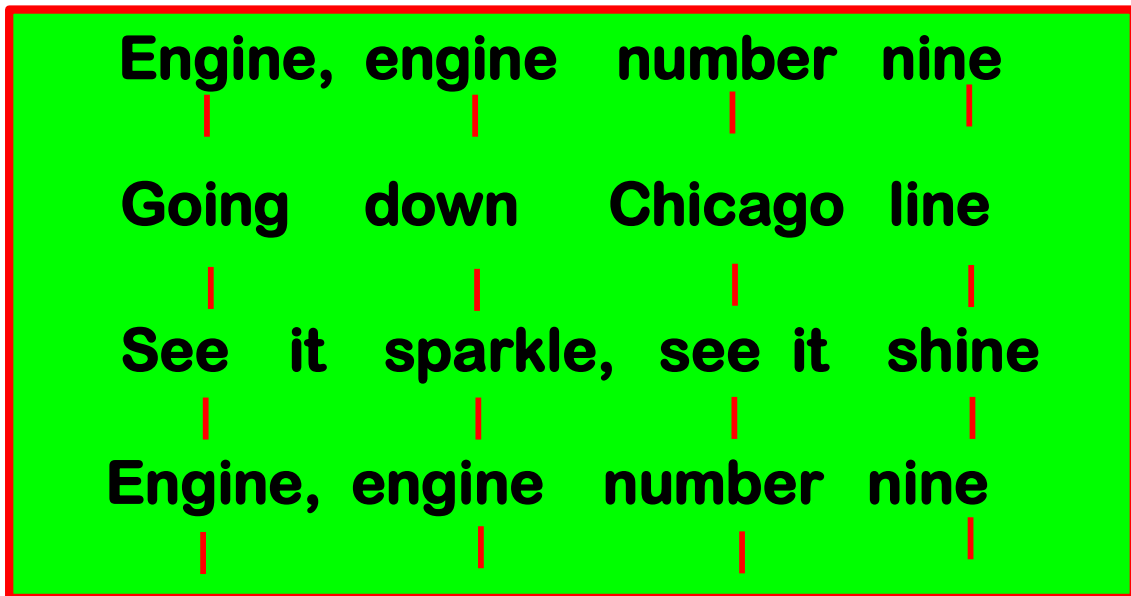 Engine, engine number nine
Going down Chicago line
See it sparkle, see it shine
Engine, engine number nine